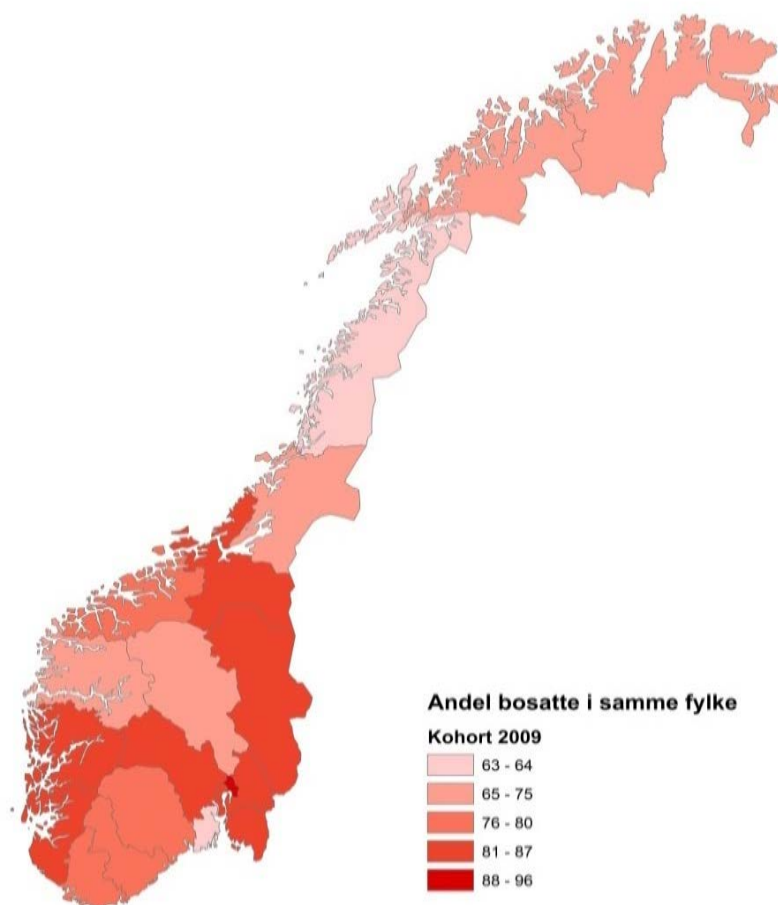 Andel bosatte i samme fylke
Kohort 2009
63 - 64
65 - 75
76 - 80
81 - 87
88 - 96